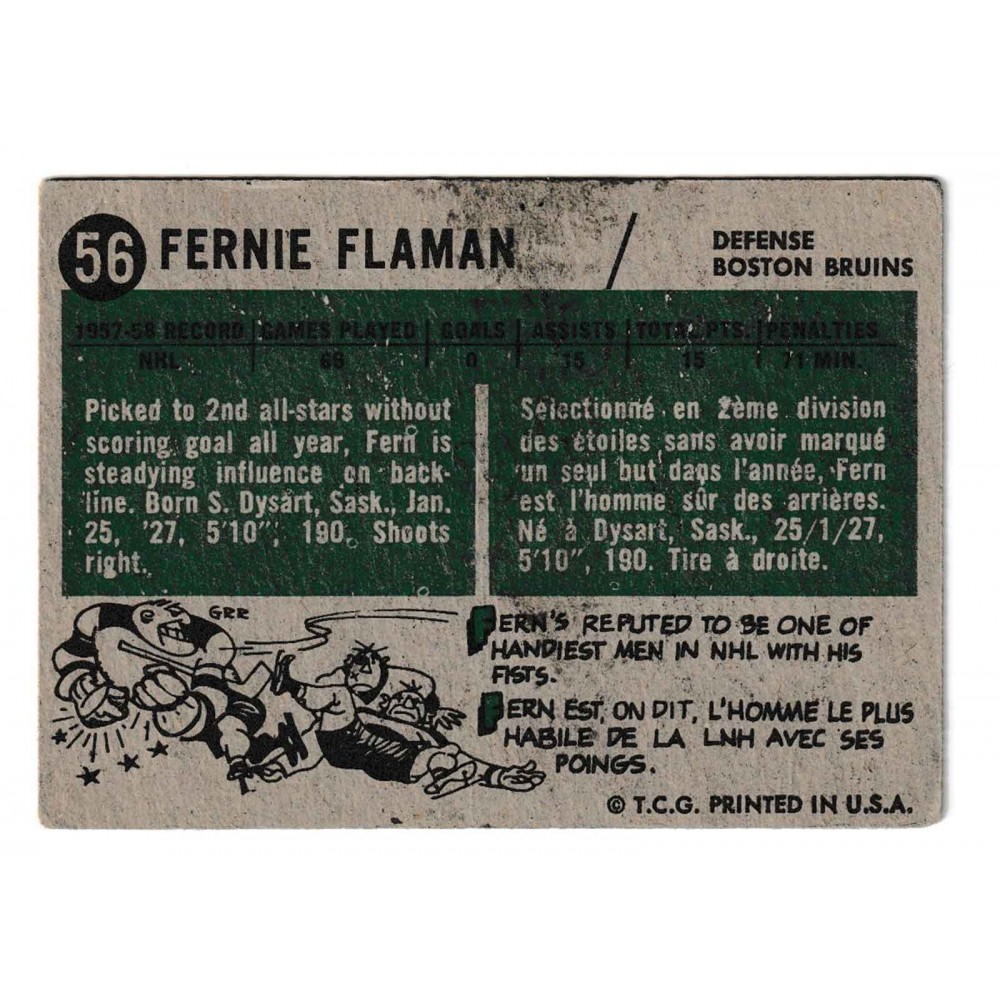 56 FERNIE FLAMAN
DEFENSE
BOSTON BRUINS
1957-58 RECORD GAMES PLAYED GOALS ASSISTS TOTAL PTS. PENALTIES
NHL 66 0 15 15 71 MIN.
Picked to 2nd all-stars without
scoring goal all year, Fern is
steadying influence on back-
line. Born S. Dysart, Sask., Jan.
25, '27, 5'10", 190. Shoots
right.
Sélectionné en 2ème division
des étoiles sans avoir marqué
un seul but dans l'année, Fern
est l'homme sûr des arrières.
Né à Dysart, Sask., 25/1/27,
5'10", 190. Tire à droite.
GRR
FERN'S REPUTED TO BE ONE OF
HANDIEST MEN IN NHL WITH HIS
FISTS.
FERN EST, ON DIT, L'HOMME LE PLUS
HABILE DE LA LNH AVEC SES
POINGS.
© T.C.G. PRINTED IN U.S.A.